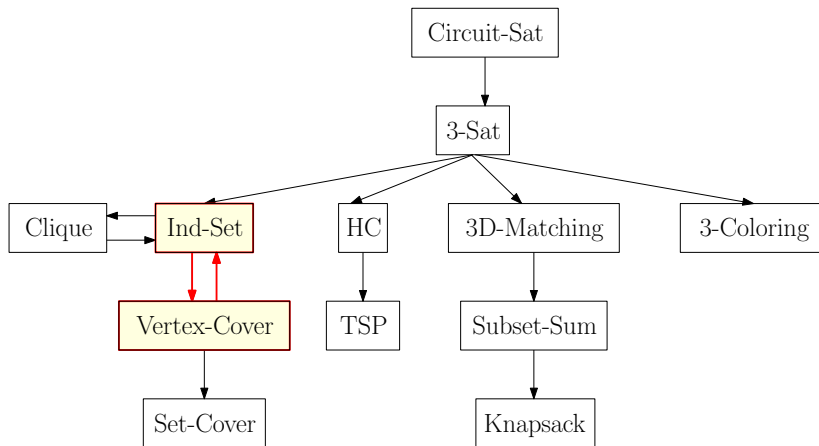 Circuit-Sat
3-Sat
Clique
Ind-Set
HC
3D-Matching
3-Coloring
Vertex-Cover
TSP
Subset-Sum
Set-Cover
Knapsack